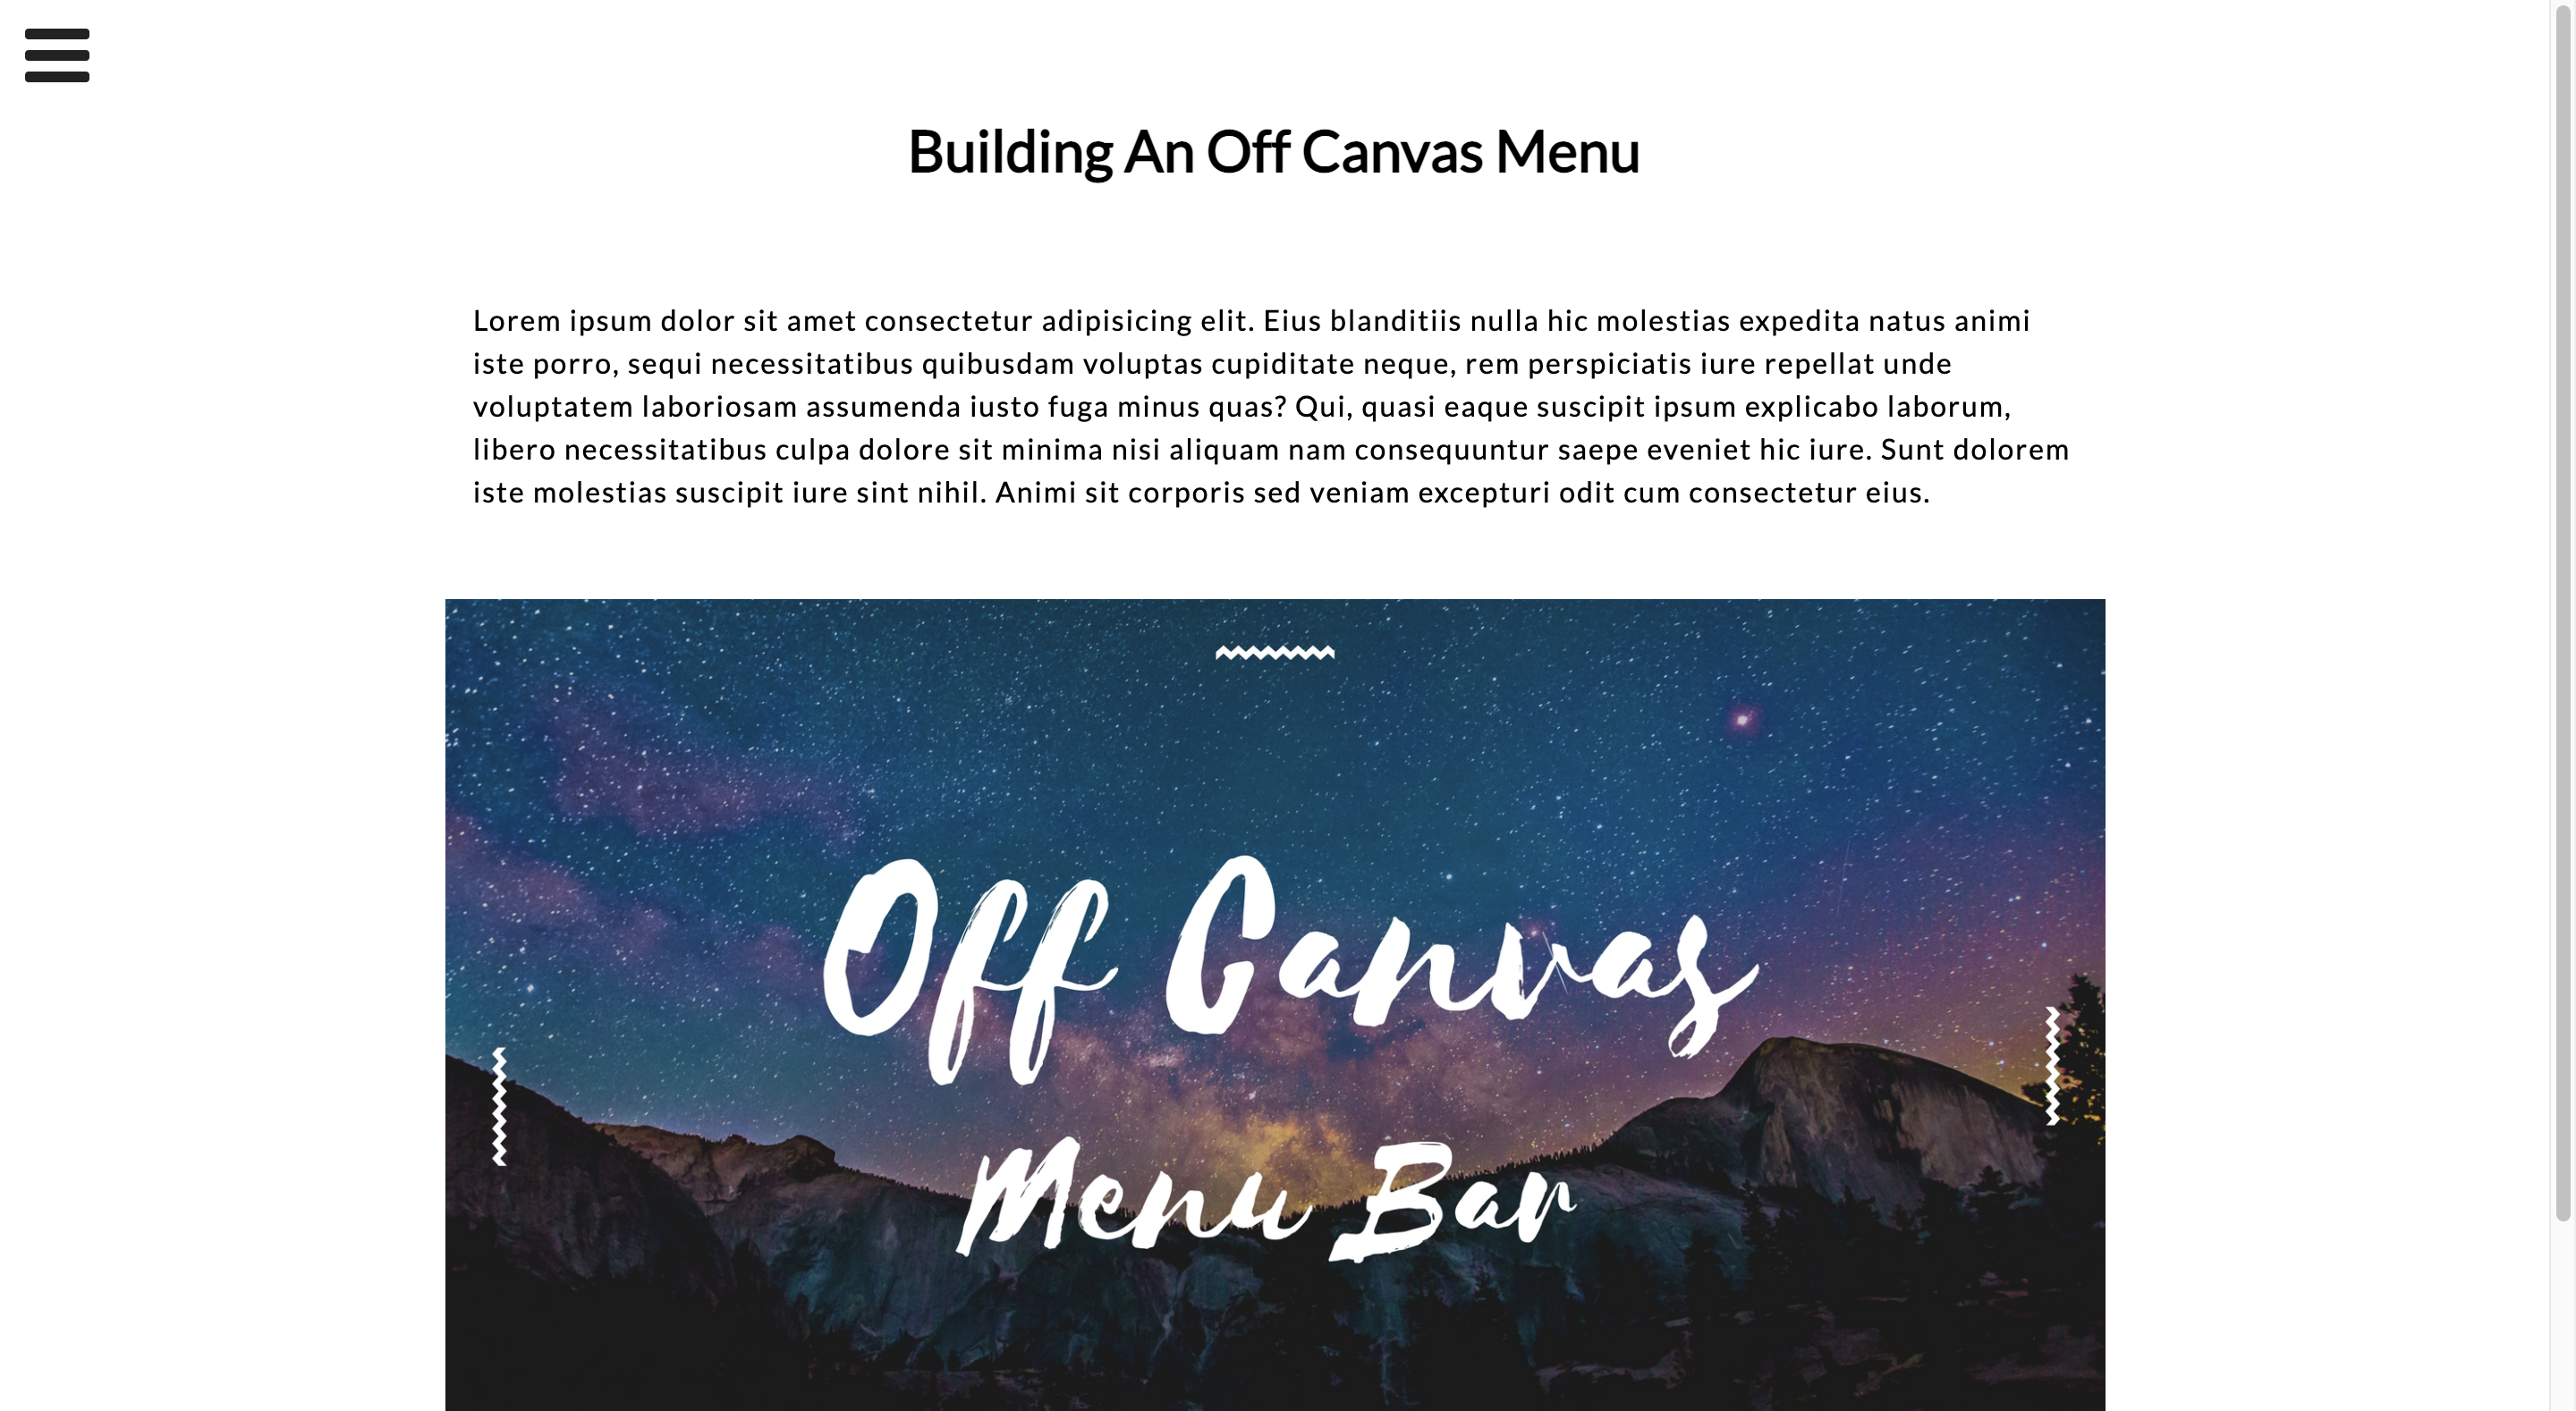 Building An Off Canvas Menu
Lorem ipsum dolor sit amet consectetur adipisicing elit. Eius blanditiis nulla hic molestias expedita natus animi
iste porro, sequi necessitatibus quibusdam voluptas cupiditate neque, rem perspiciatis iure repellat unde
voluptatem laboriosam assumenda iusto fuga minus quas? Qui, quasi eaque suscipit ipsum explicabo laborum,
libero necessitatibus culpa dolore sit minima nisi aliquam nam consequuntur saepe eveniet hic iure. Sunt dolorem
iste molestias suscipit iure sint nihil. Animi sit corporis sed veniam excepturi odit cum consectetur eius.
Off Canvas
Menu Bar